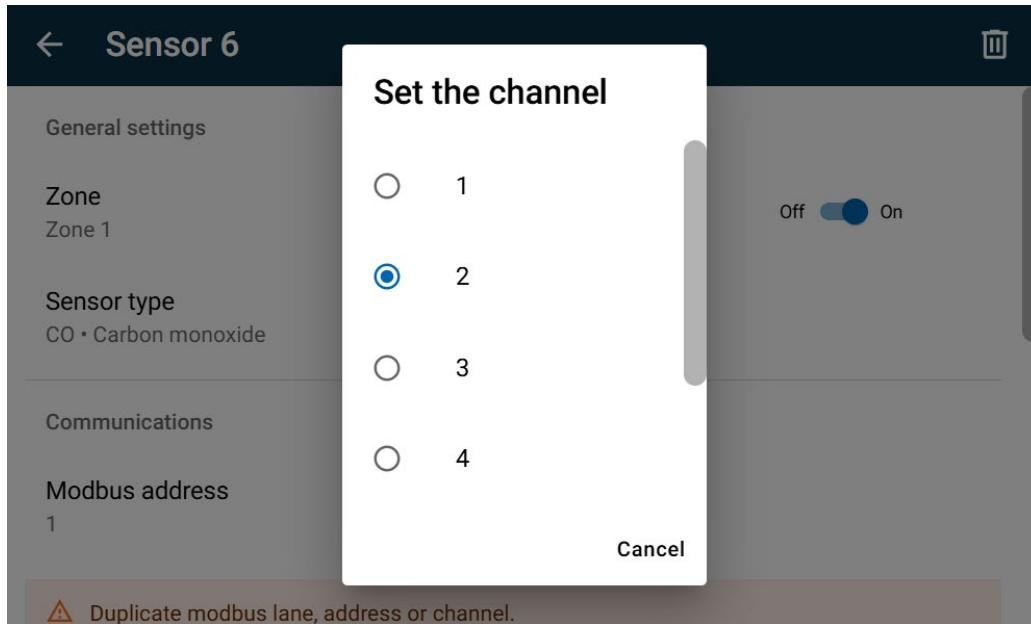 Sensor 6
General settings
Zone
Zone 1
Off On
Sensor type
CO • Carbon monoxide
Communications
Modbus address
1
Duplicate modbus lane, address or channel.
Set the channel
1
2
3
4
Cancel